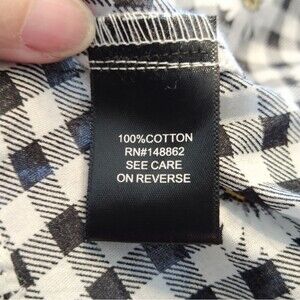 100%COTTON
RN#148862
SEE CARE
ON REVERSE